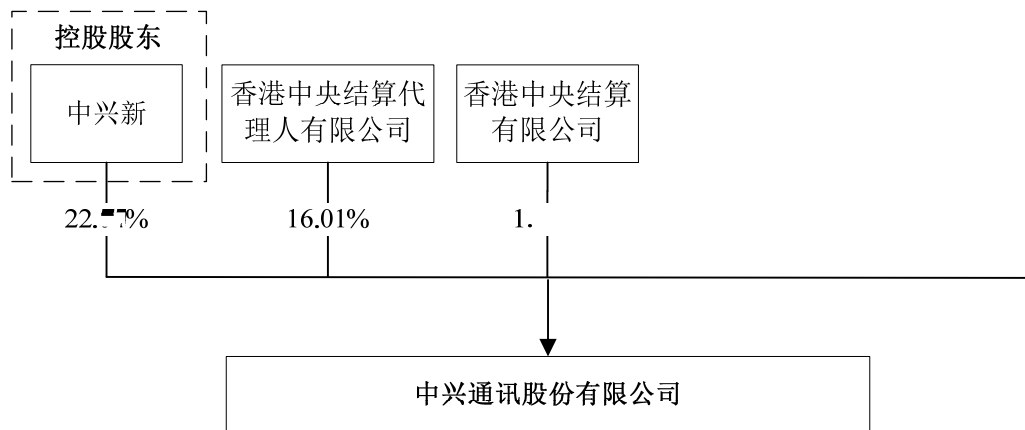 控股股东
中兴新
香港中央结算代
理人有限公司
香港中央结算
有限公司
16.01%
1.
中兴通讯股份有限公司